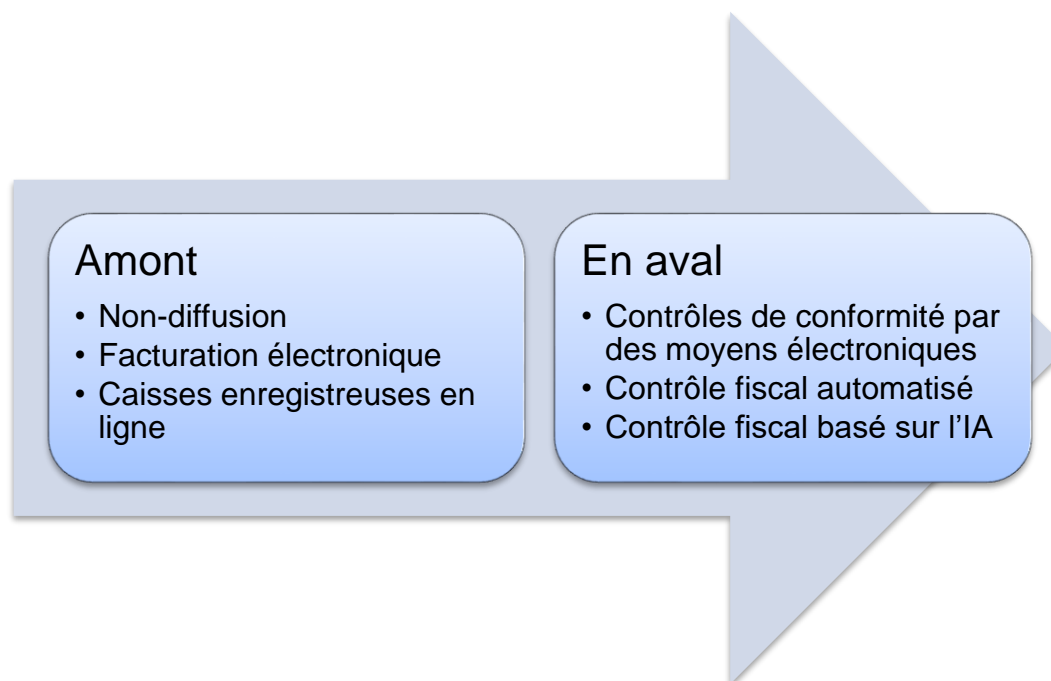 Amont
• Non-diffusion
• Facturation électronique
• Caisses enregistreuses en
ligne
En aval
• Contrôles de conformité par
des moyens électroniques
• Contrôle fiscal automatisé
• Contrôle fiscal basé sur l’IA